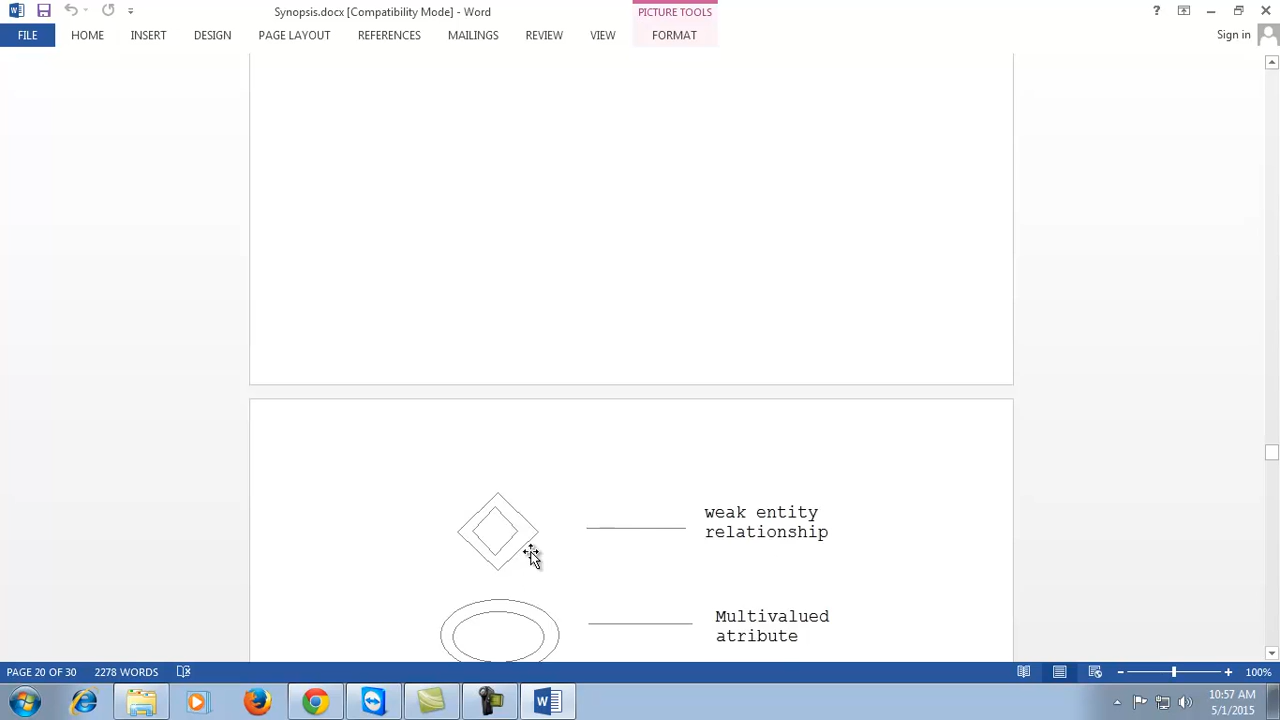 Synopsis.docx [Compatibility Mode] - Word
PICTURE TOOLS
?
FILE HOME INSERT DESIGN PAGE LAYOUT REFERENCES MAILINGS REVIEW VIEW FORMAT Sign in
weak entity
relationship
Multivalued
atribute
PAGE 20 OF 30 2278 WORDS 100%
10:57 AM
5/1/2015